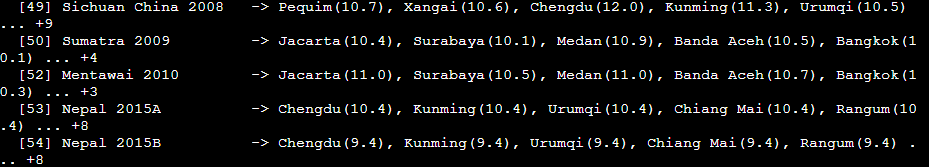 [49] Sichuan China 2008 -> Pequim(10.7), Xangai(10.6), Chengdu(12.0), Kunming(11.3), Urumqi(10.5)
... +9
[50] Sumatra 2009 -> Jacarta(10.4), Surabaya(10.1), Medan(10.9), Banda Aceh(10.5), Bangkok(1
0.1) ... +4
[52] Mentawai 2010 -> Jacarta(11.0), Surabaya(10.5), Medan(11.0), Banda Aceh(10.7), Bangkok(1
0.3) ... +3
[53] Nepal 2015A -> Chengdu(10.4), Kunming(10.4), Urumqi(10.4), Chiang Mai(10.4), Rangum(10
.4) ... +8
[54] Nepal 2015B -> Chengdu(9.4), Kunming(9.4), Urumqi(9.4), Chiang Mai(9.4), Rangum(9.4) .
.. +8